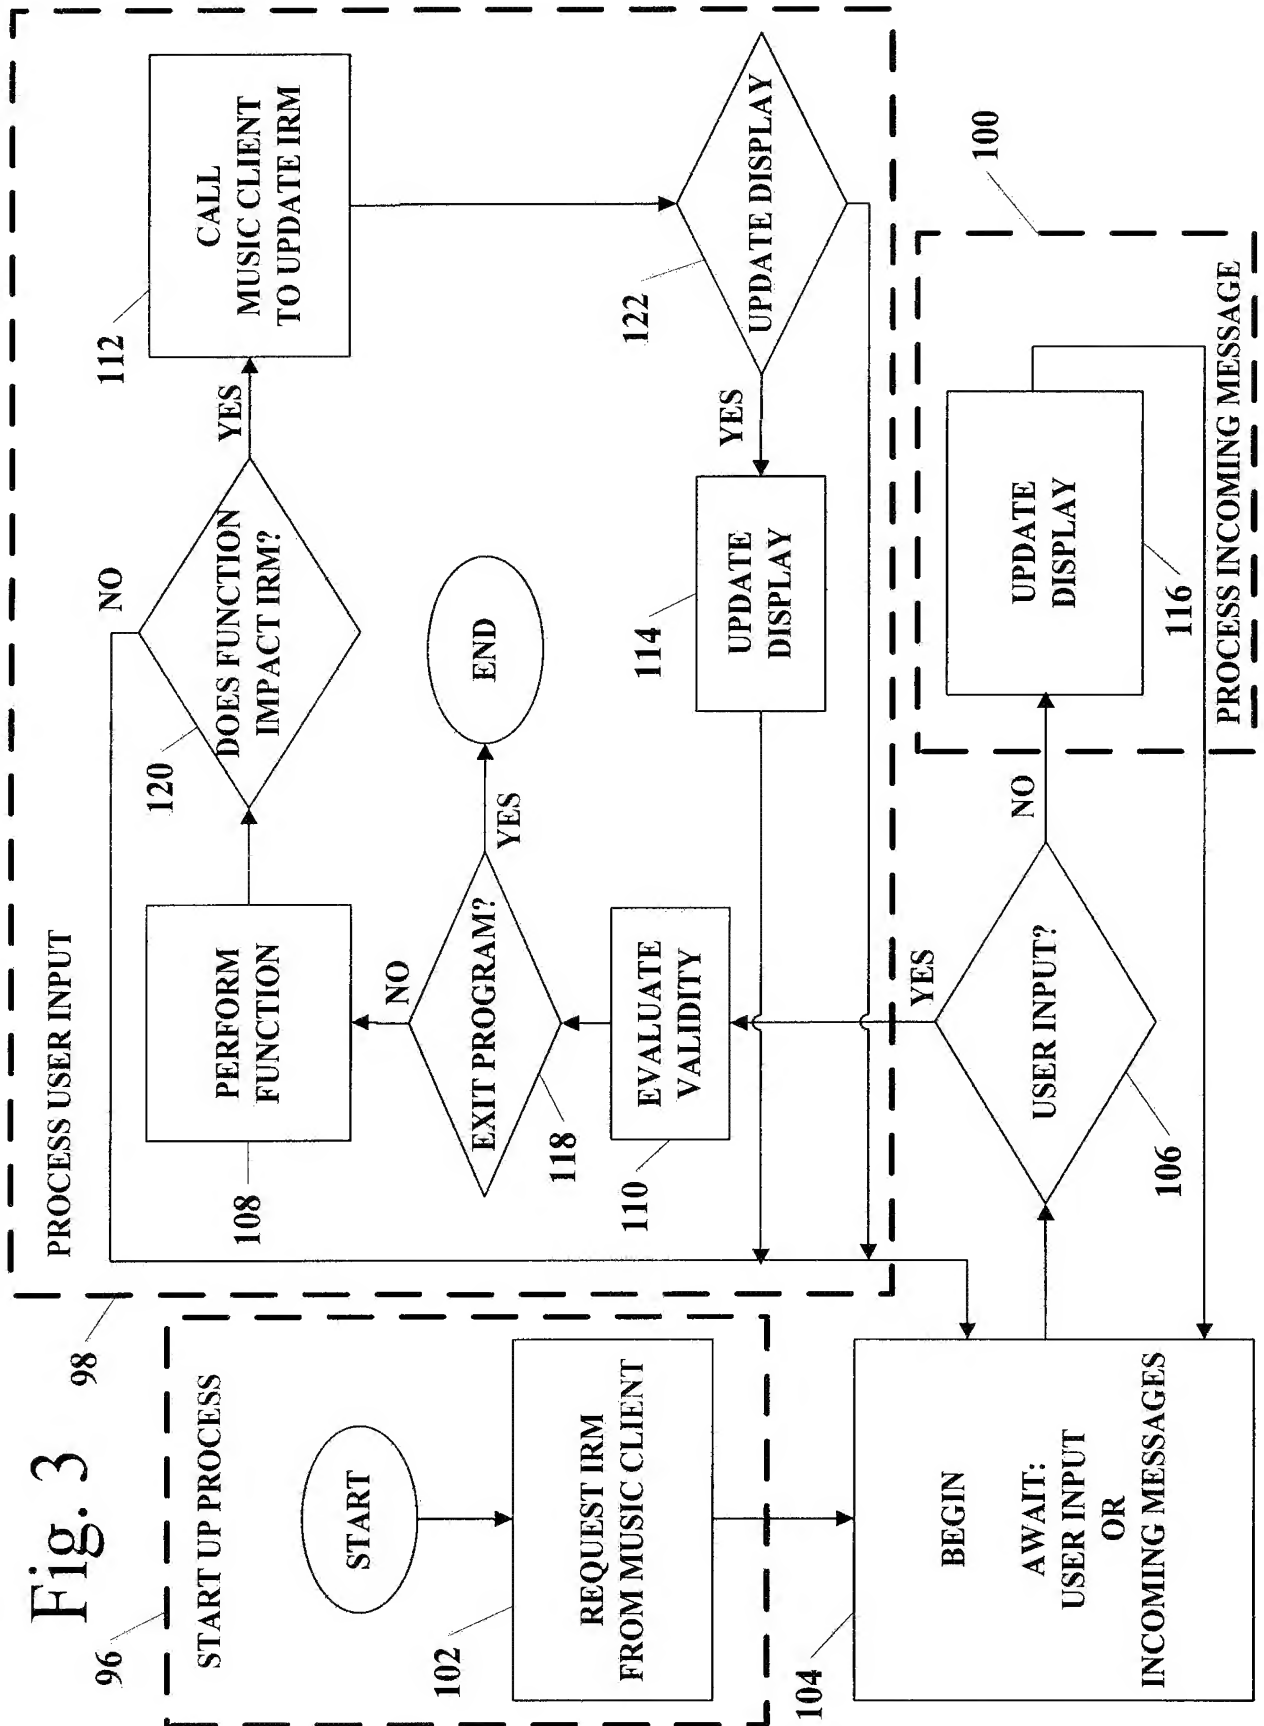 Fig. 3
96
START UP PROCESS
START
102
REQUEST IRM
FROM MUSIC CLIENT
104
BEGIN
AWAIT:
USER INPUT
OR
INCOMING MESSAGES
98
PROCESS USER INPUT
108
PERFORM
FUNCTION
NO
118
EXIT PROGRAM?
YES
END
110
EVALUATE
VALIDITY
120
DOES FUNCTION
IMPACT IRM?
NO
YES
112
CALL
MUSIC CLIENT
TO UPDATE IRM
122
UPDATE DISPLAY
YES
114
UPDATE
DISPLAY
106
USER INPUT?
YES
NO
100
UPDATE
DISPLAY
116
PROCESS INCOMING MESSAGE